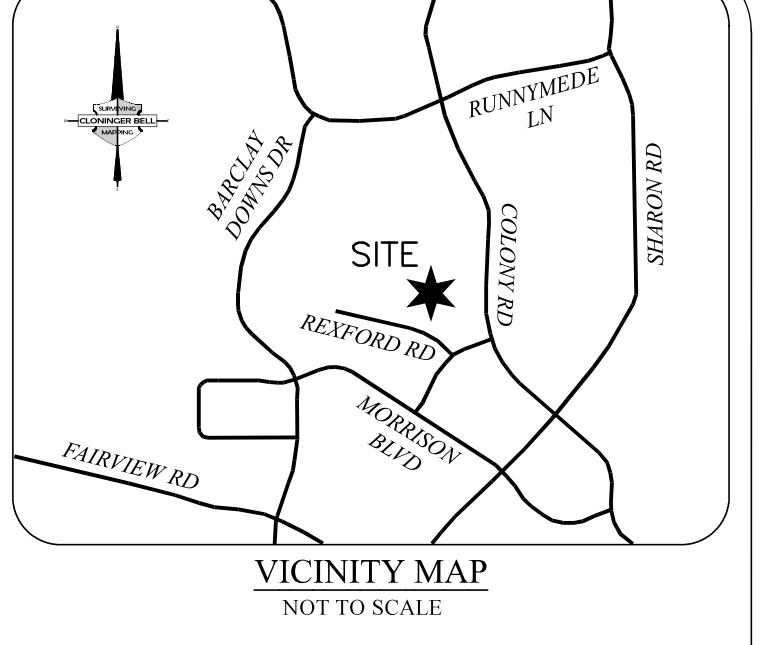 SURVEYING
CLONINGER BELL
MAPPING
RUNNYMEDE
LN
BARCLAY
DOWNS DR
SHARON RD
COLONY RD
SITE
REXFORD RD
MORRISON
BLVD
FAIRVIEW RD
VICINITY MAP
NOT TO SCALE